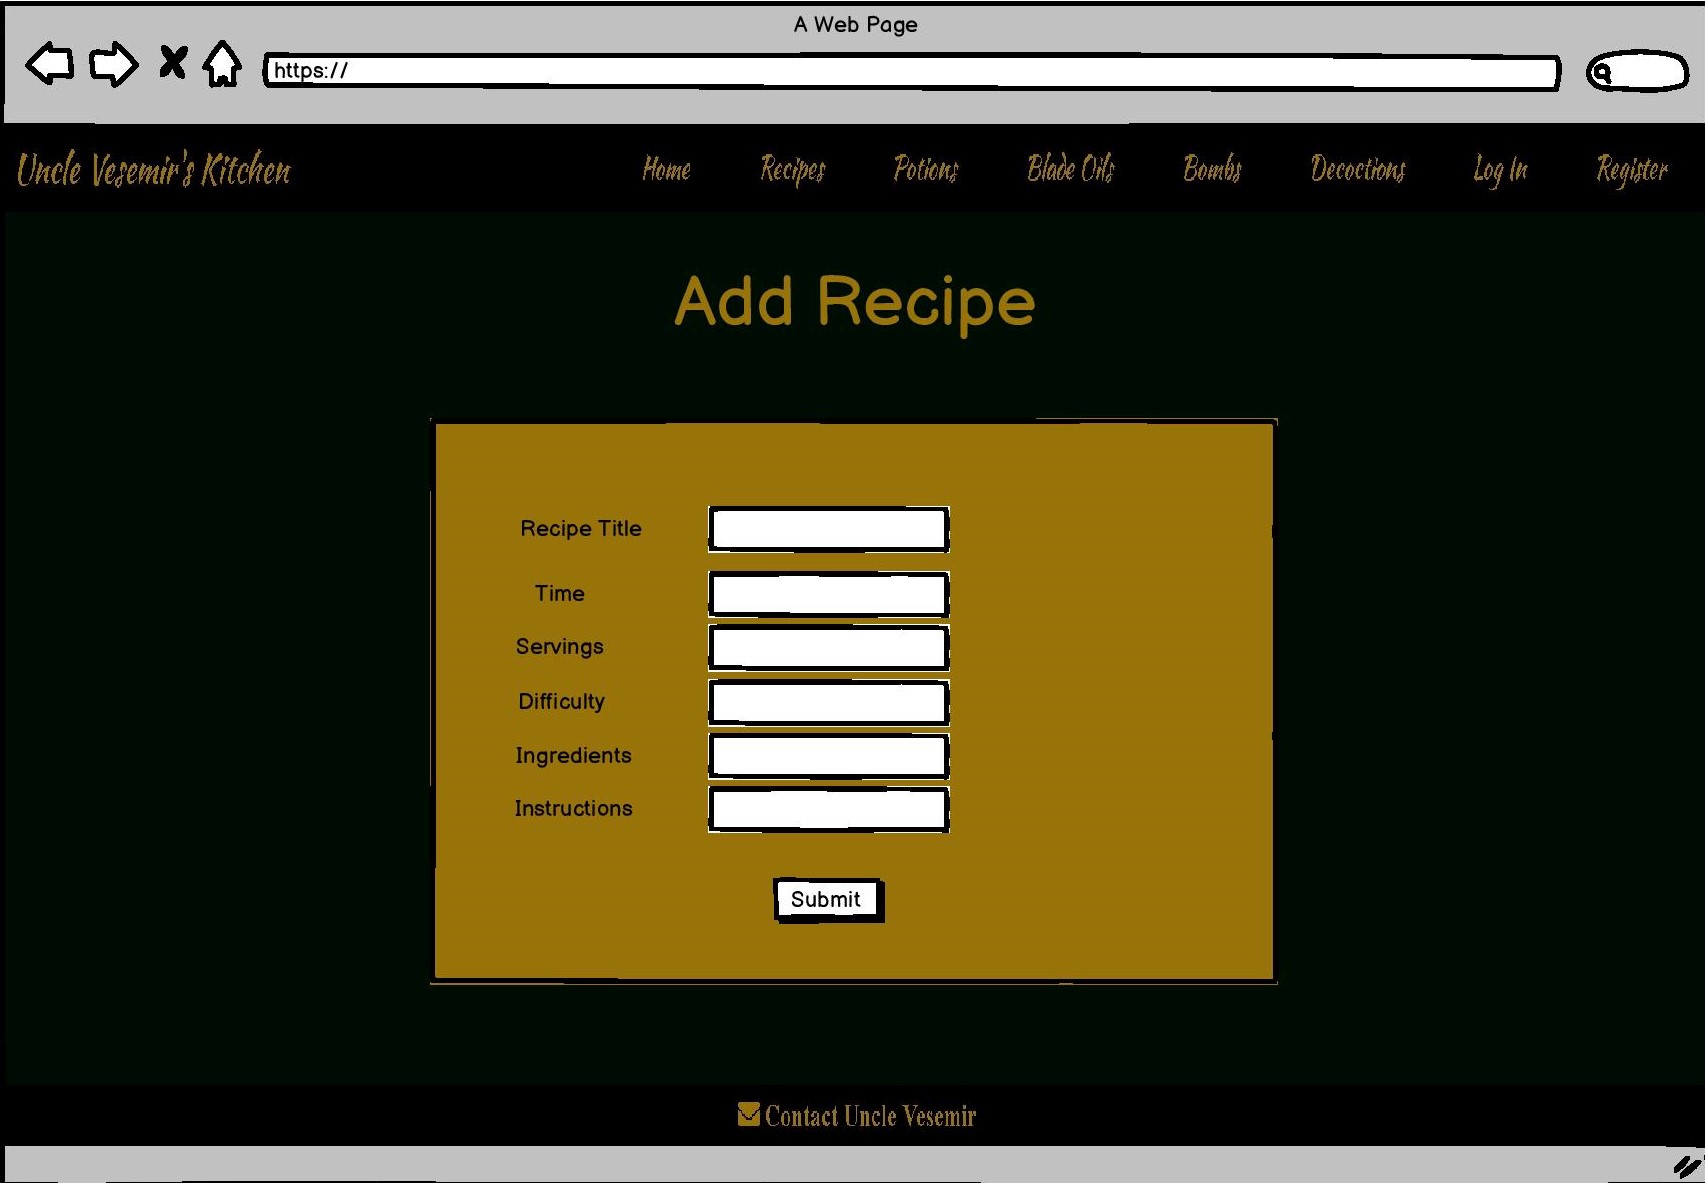 A Web Page
https://
Uncle Vesemir's Kitchen Home Recipes Potions Blade Oils Bombs Decoctions Log In Register
Add Recipe
Recipe Title
Time
Servings
Difficulty
Ingredients
Instructions
Submit
Contact Uncle Vesemir